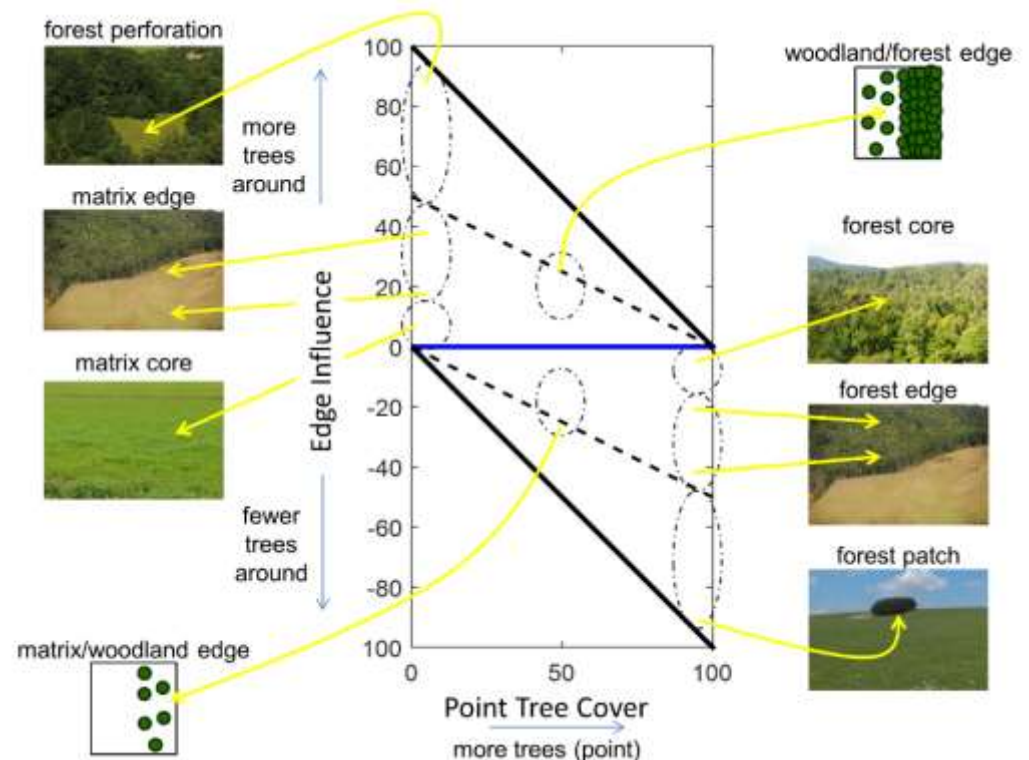 forest perforation
more
trees
around
matrix edge
matrix core
Edge Influence
fewer
trees
around
matrix/woodland edge
100
80
60
40
20
0
-20
-40
-60
-80
100
0
50
100
Point Tree Cover
more trees (point)
woodland/forest edge
forest core
forest edge
forest patch